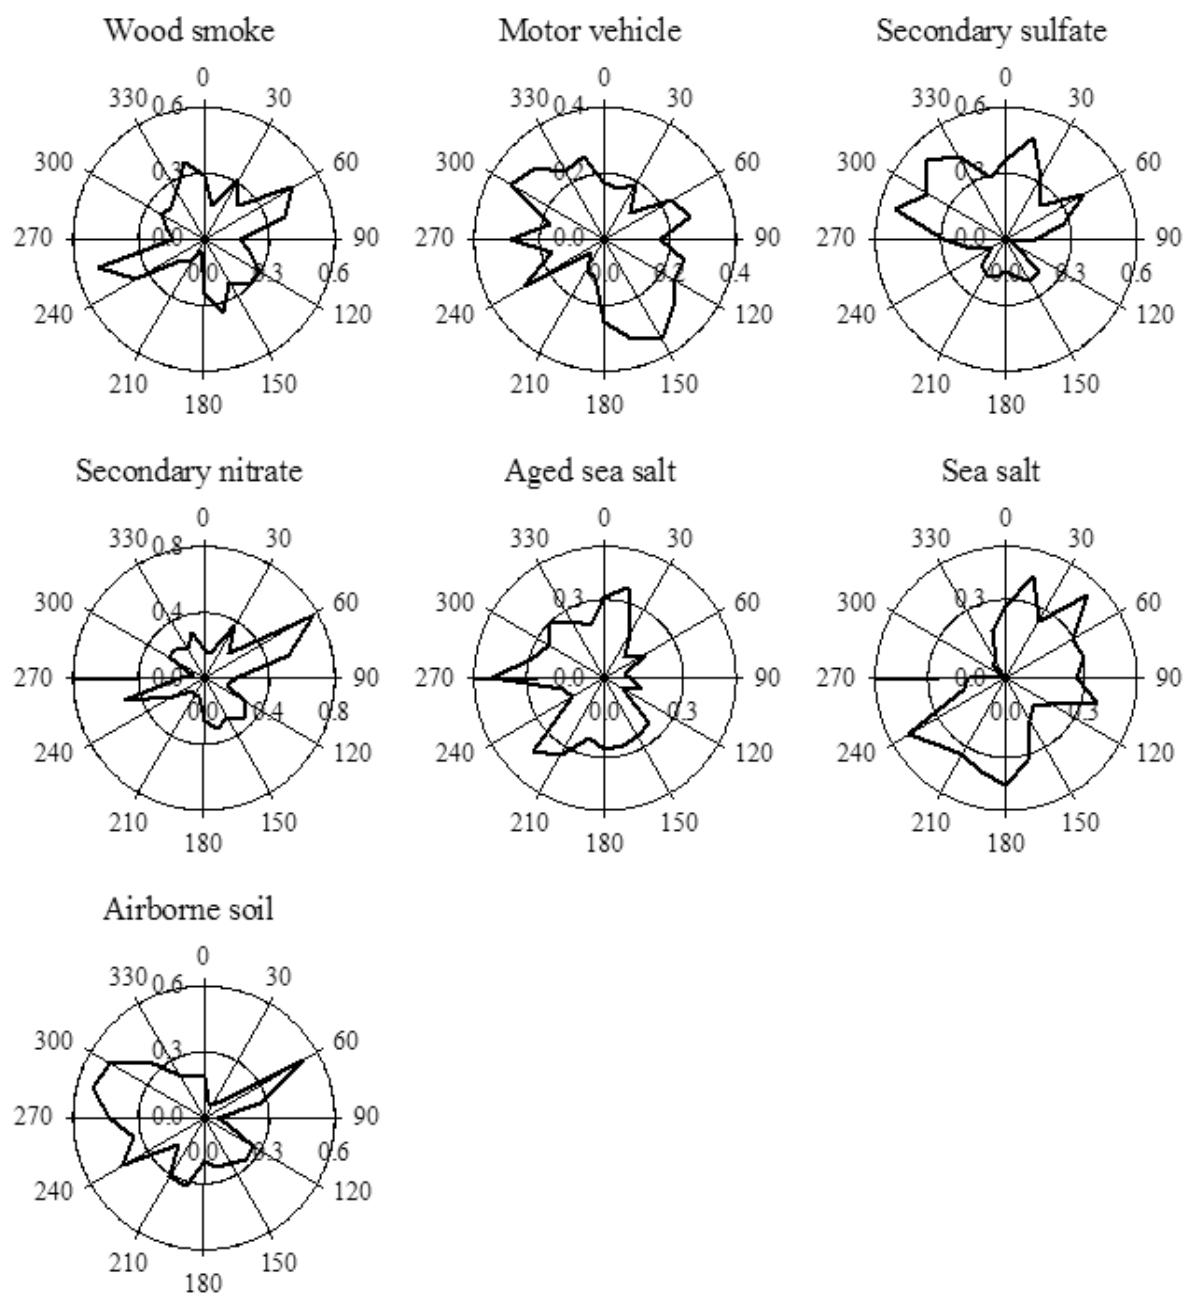 Wood smoke Motor vehicle Secondary sulfate
0 0 0
330 0.6 30 330 0.4 30 330 0.6 30
300 0.3 60 300 0.2 60 300 0.3 60
270 0.0 90 270 0.0 90 270 0.0 90
0.0 0.3 0.6 0.0 0.2 0.4 0.0 0.3 0.6
240 120 240 120 240 120
210 150 210 150 210 150
180 180 180
Secondary nitrate Aged sea salt Sea salt
0 0 0
330 0.8 30 330 30 330 30
300 0.4 60 300 0.3 60 300 0.3 60
270 0.0 90 270 0.0 90 270 0.0 90
0.0 0.4 0.8 0.0 0.3 0.0 0.3
240 120 240 120 240 120
210 150 210 150 210 150
180 180 180
Airborne soil
0
330 0.6 30
300 0.3 60
270 0.0 90
0.0 0.3 0.6
240 120
210 150
180